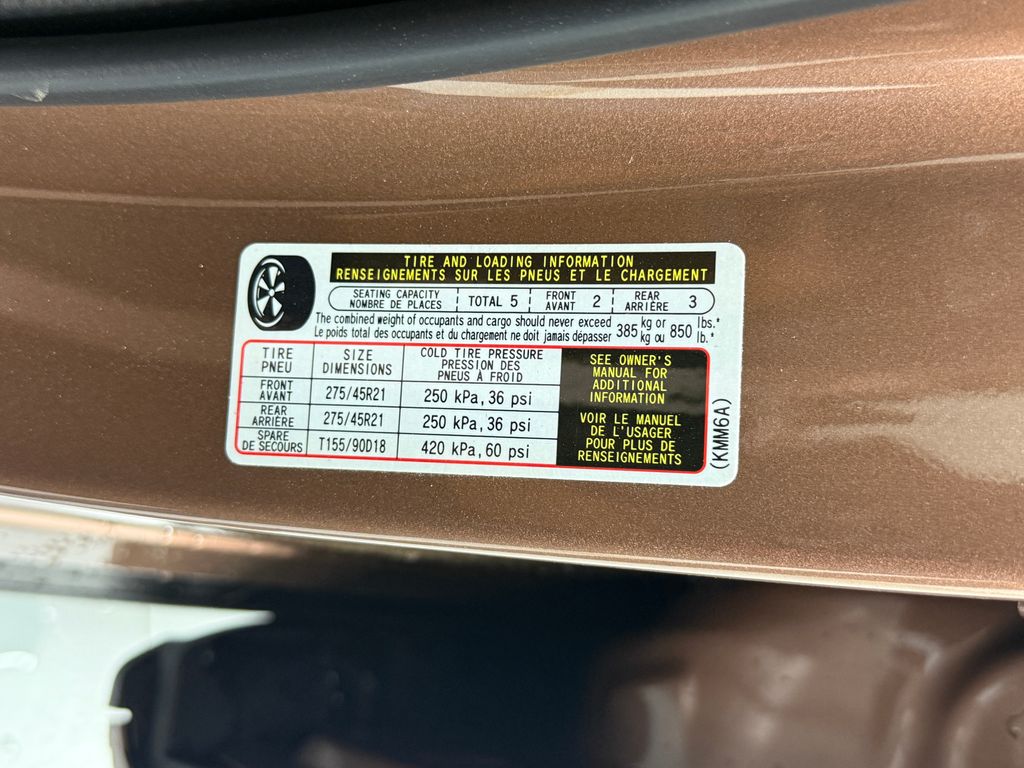 TIRE AND LOADING INFORMATION
RENSEIGNEMENTS SUR LES PNEUS ET LE CHARGEMENT
SEATING CAPACITY
NOMBRE DE PLACES
TOTAL 5
FRONT
AVANT
2
REAR
ARRIÈRE
3
The combined weight of occupants and cargo should never exceed 385 kg or 850 lbs.*
Le poids total des occupants et du chargement ne doit jamais dépasser 385 kg ou 850 lb.*
TIRE
PNEU
SIZE
DIMENSIONS
COLD TIRE PRESSURE
PRESSION DES
PNEUS À FROID
FRONT
AVANT
275/45R21
250 kPa, 36 psi
REAR
ARRIÈRE
275/45R21
250 kPa, 36 psi
SPARE
DE SECOURS
T155/90D18
420 kPa, 60 psi
SEE OWNER'S
MANUAL FOR
ADDITIONAL
INFORMATION
VOIR LE MANUEL
DE L'USAGER
POUR PLUS DE
RENSEIGNEMENTS
(KMM6A)